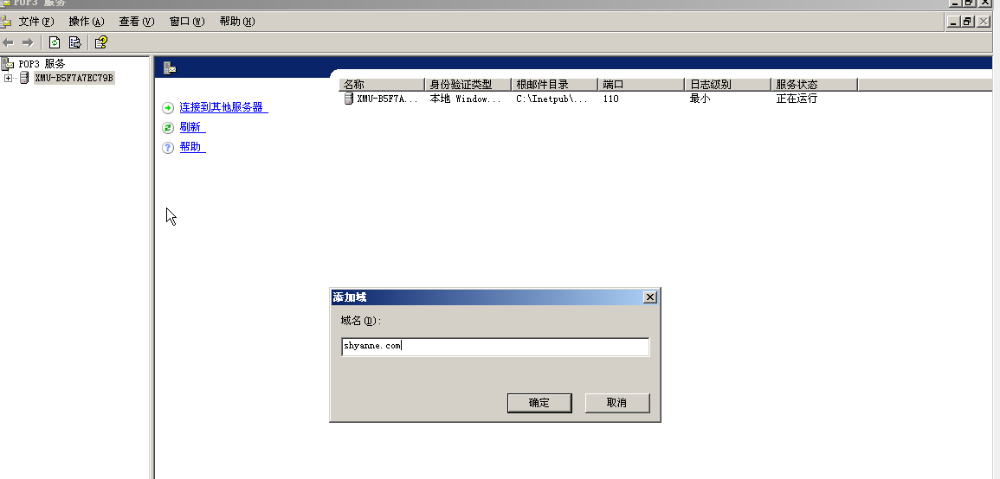 POP3 服务
文件(F) 操作(A) 查看(V) 窗口(W) 帮助(H)
POP3 服务
XMU-B5F7A7EC79B
名称 身份验证类型 根邮件目录 端口 日志级别 服务状态
XMU-B5F7A... 本地 Window... C:\Inetpub\... 110 最小 正在运行
连接到其他服务器
刷新
帮助
添加域
域名(D):
shyanne.com
确定 取消